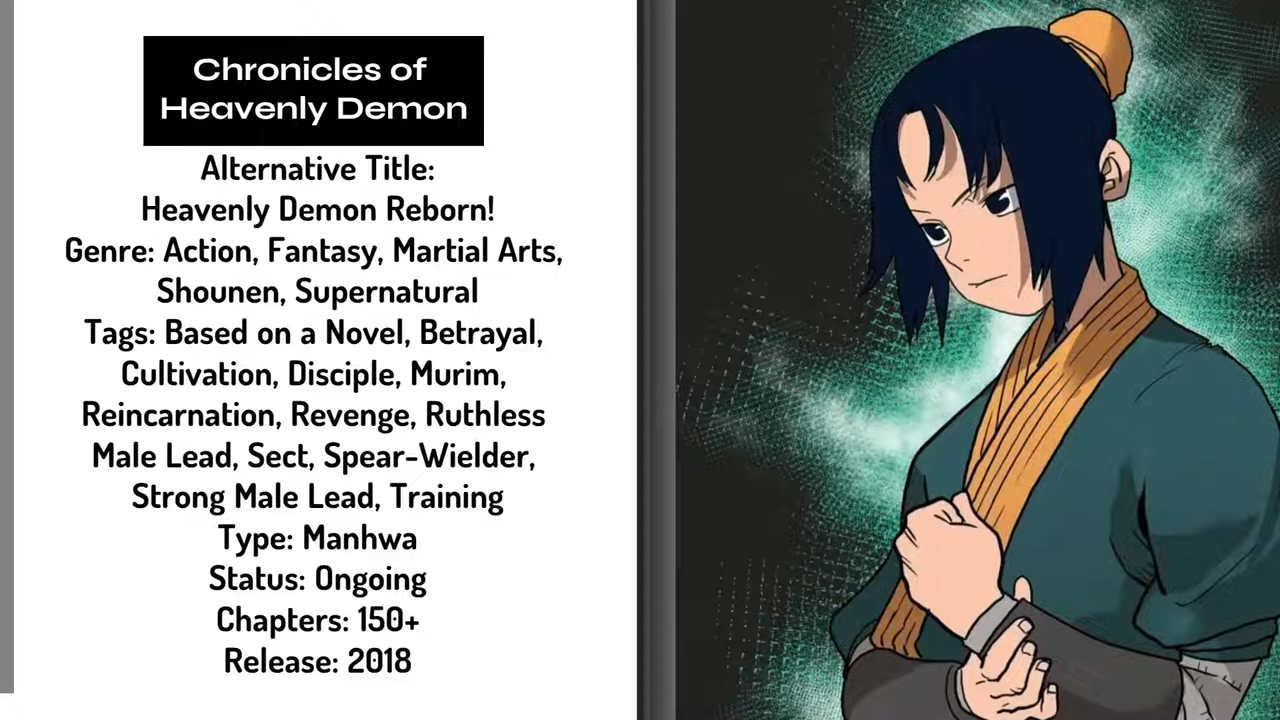 Chronicles of
Heavenly Demon
Alternative Title:
Heavenly Demon Reborn!
Genre: Action, Fantasy, Martial Arts,
Shounen, Supernatural
Tags: Based on a Novel, Betrayal,
Cultivation, Disciple, Murim,
Reincarnation, Revenge, Ruthless
Male Lead, Sect, Spear-Wielder,
Strong Male Lead, Training
Type: Manhwa
Status: Ongoing
Chapters: 150+
Release: 2018